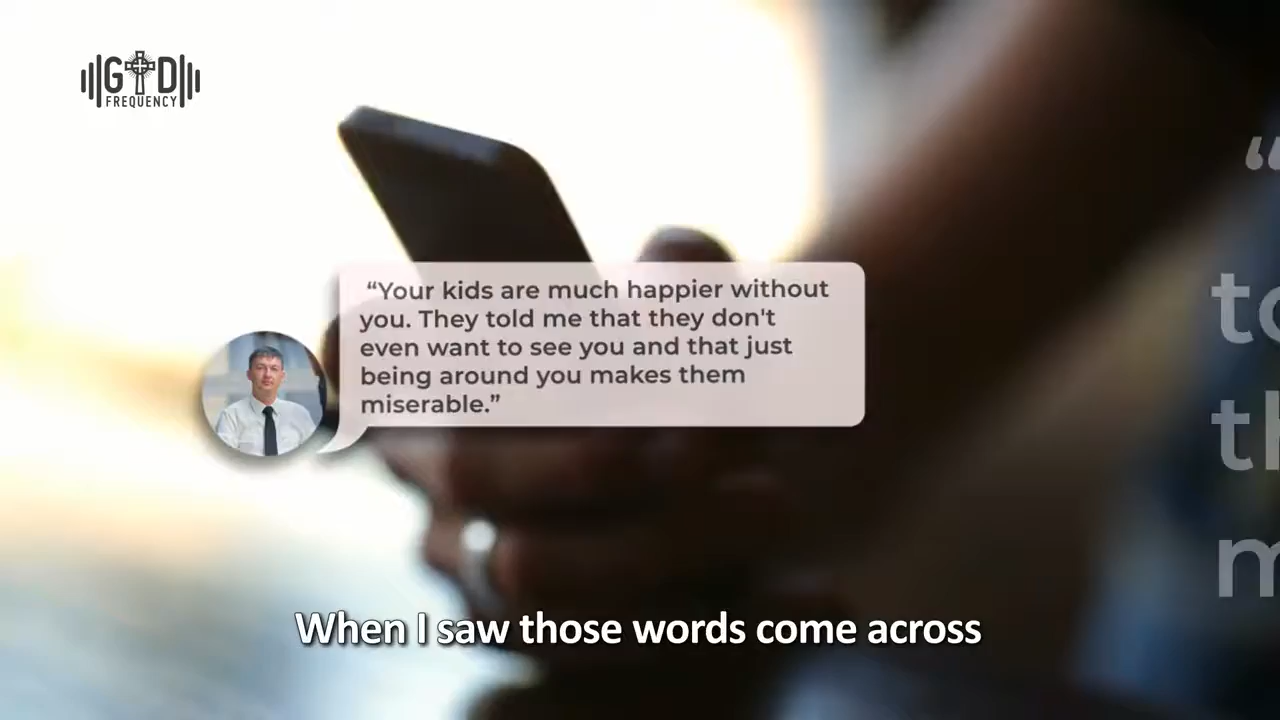 G D
FREQUENCY
“Your kids are much happier without
you. They told me that they don't
even want to see you and that just
being around you makes them
miserable.”
When I saw those words come across